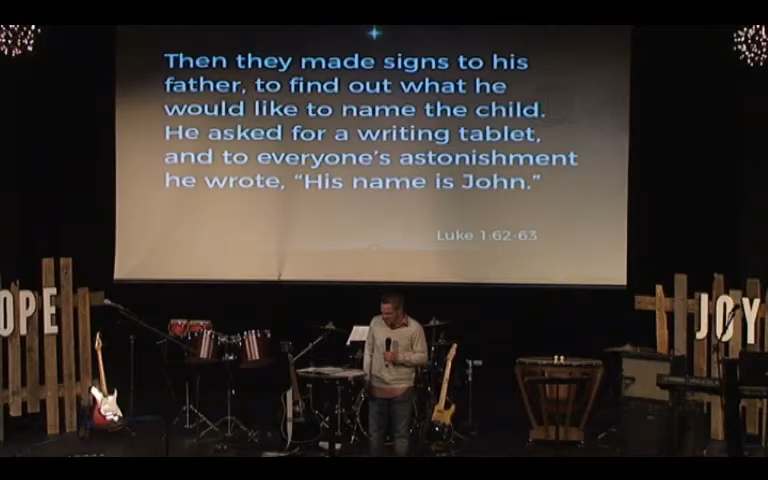 Then they made signs to his
father, to find out what he
would like to name the child.
He asked for a writing tablet,
and to everyone's astonishment
he wrote, “His name is John.”
Luke 1:62-63
OPE
JOY